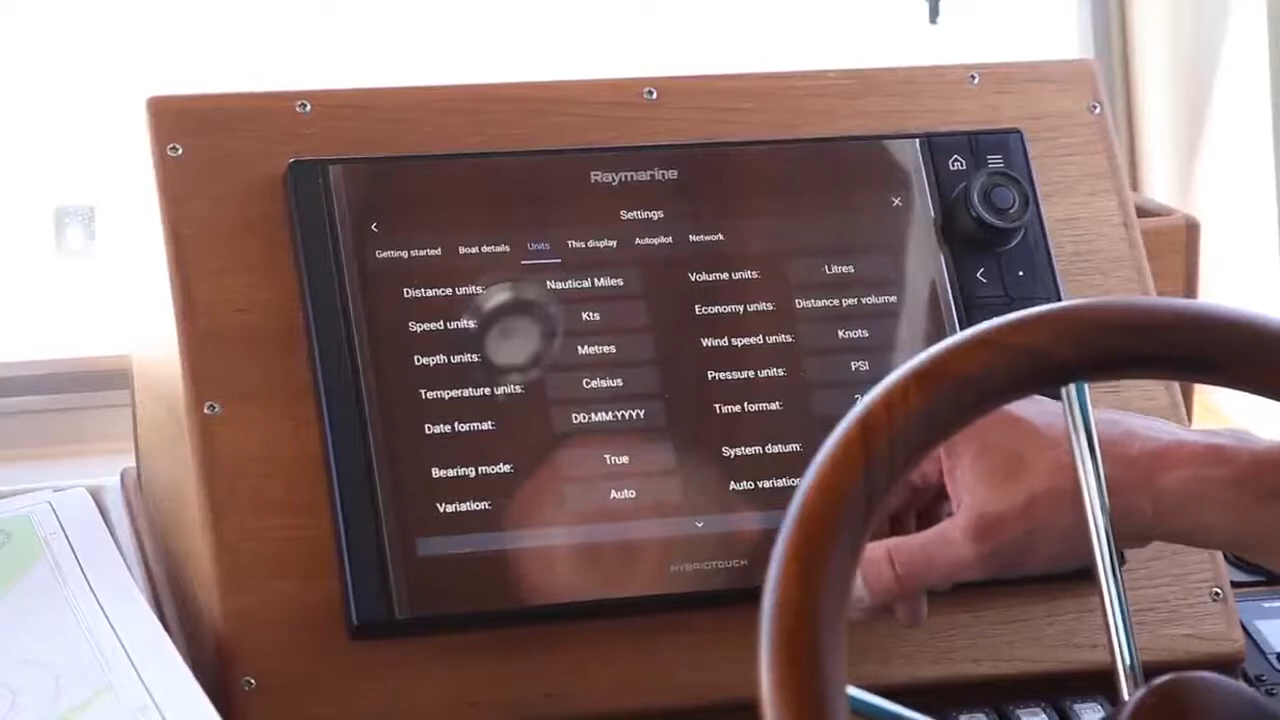 Raymarine
Settings
Getting started Boat details Units This display Autopilot Network
Distance units: Nautical Miles
Speed units: Kts
Depth units: Metres
Temperature units: Celsius
Date format: DD:MM:YYYY
Bearing mode: True
Variation: Auto
Volume units: Litres
Economy units: Distance per volume
Wind speed units: Knots
Pressure units: PSI
Time format:
System datum:
Auto variation
HYBRIDTOUCH